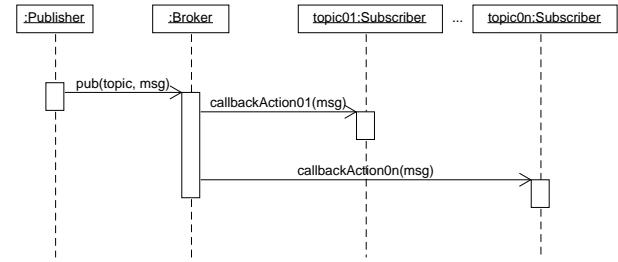 :Publisher :Broker topic01:Subscriber ... topic0n:Subscriber
pub(topic, msg)
callbackAction01(msg)
callbackAction0n(msg)